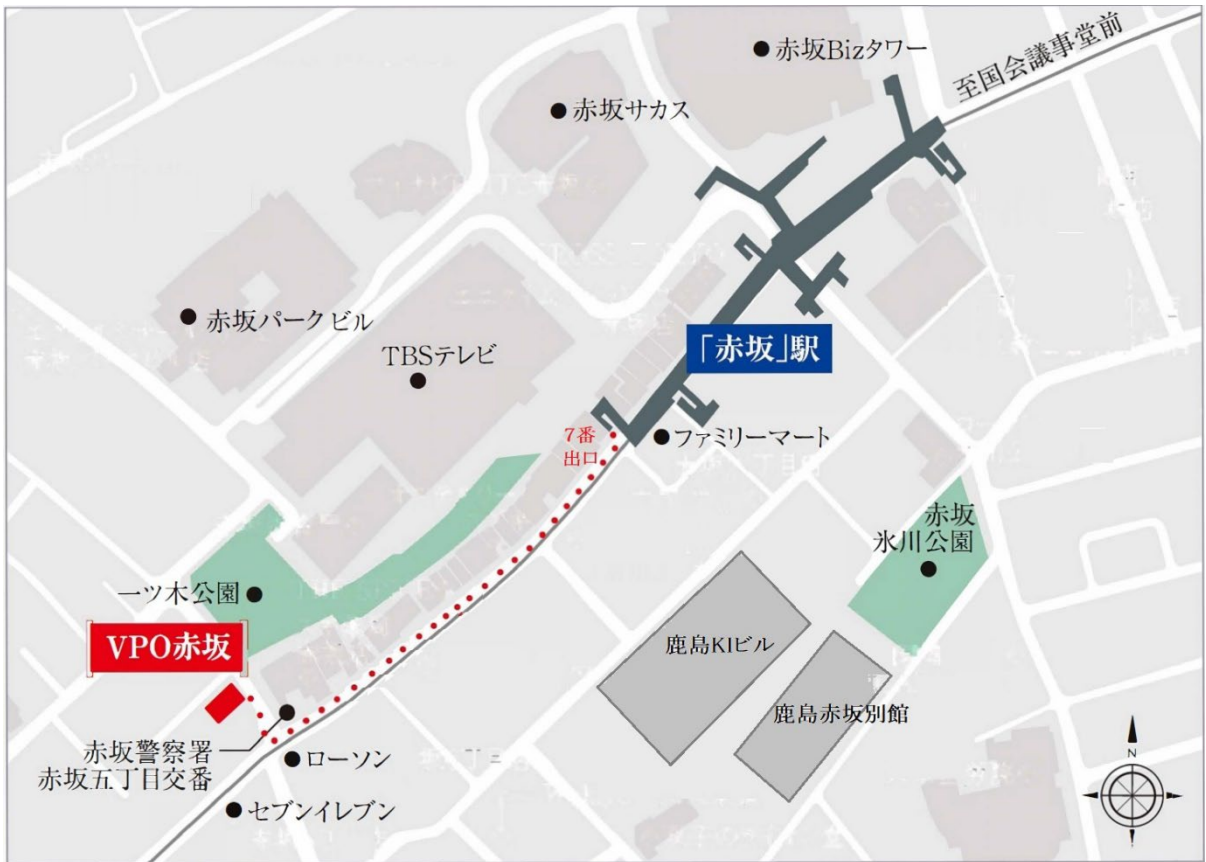 赤坂Bizタワー
至国会議事堂前
赤坂サカス
赤坂パークビル
TBSテレビ
「赤坂」駅
7番
出口
ファミリーマート
赤坂
氷川公園
一ツ木公園
VPO赤坂
鹿島KIビル
鹿島赤坂別館
赤坂警察署
赤坂五丁目交番
ローソン
セブンイレブン
N